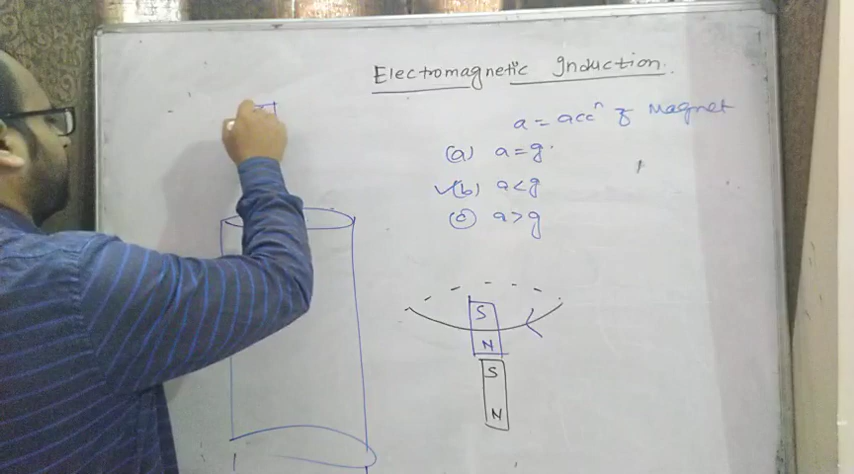 Electromagnetic Induction.
a = accⁿ of Magnet
(a) a = g.
✓(b) a < g
(c) a > g
S
N
S
N